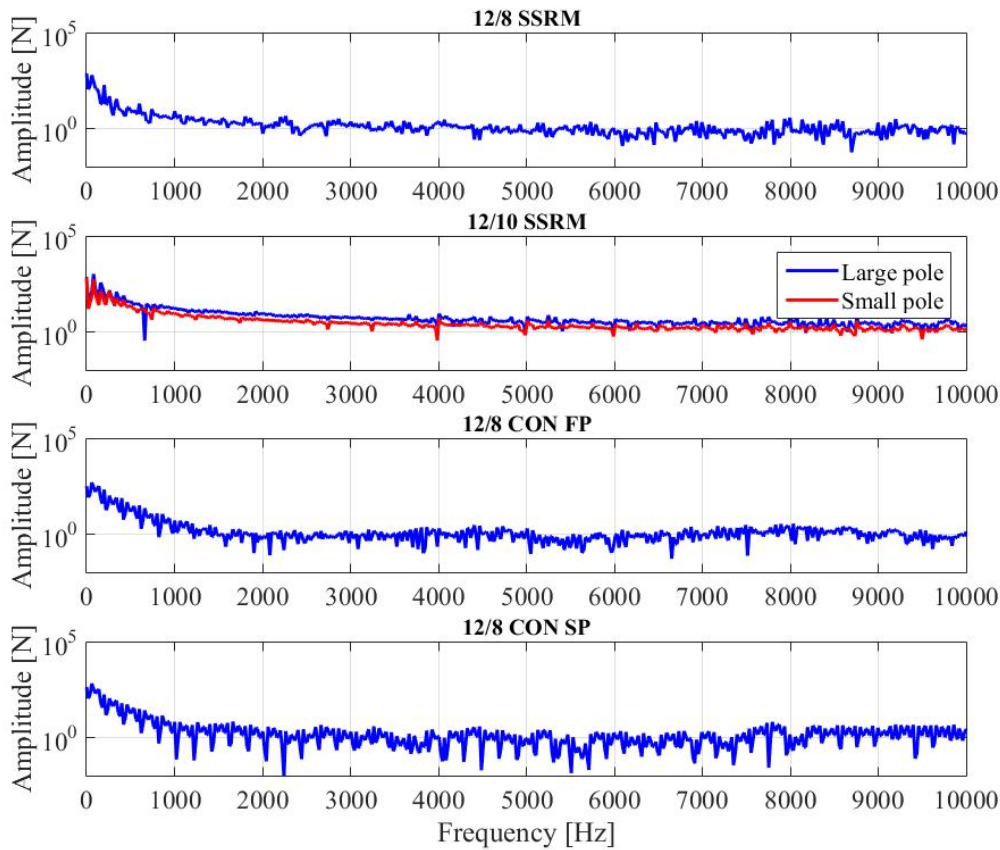 12/8 SSRM
10^5
10^0
Amplitude [N]
0 1000 2000 3000 4000 5000 6000 7000 8000 9000 10000
12/10 SSRM
10^5
10^0
Amplitude [N]
Large pole
Small pole
0 1000 2000 3000 4000 5000 6000 7000 8000 9000 10000
12/8 CON FP
10^5
10^0
Amplitude [N]
0 1000 2000 3000 4000 5000 6000 7000 8000 9000 10000
12/8 CON SP
10^5
10^0
Amplitude [N]
0 1000 2000 3000 4000 5000 6000 7000 8000 9000 10000
Frequency [Hz]